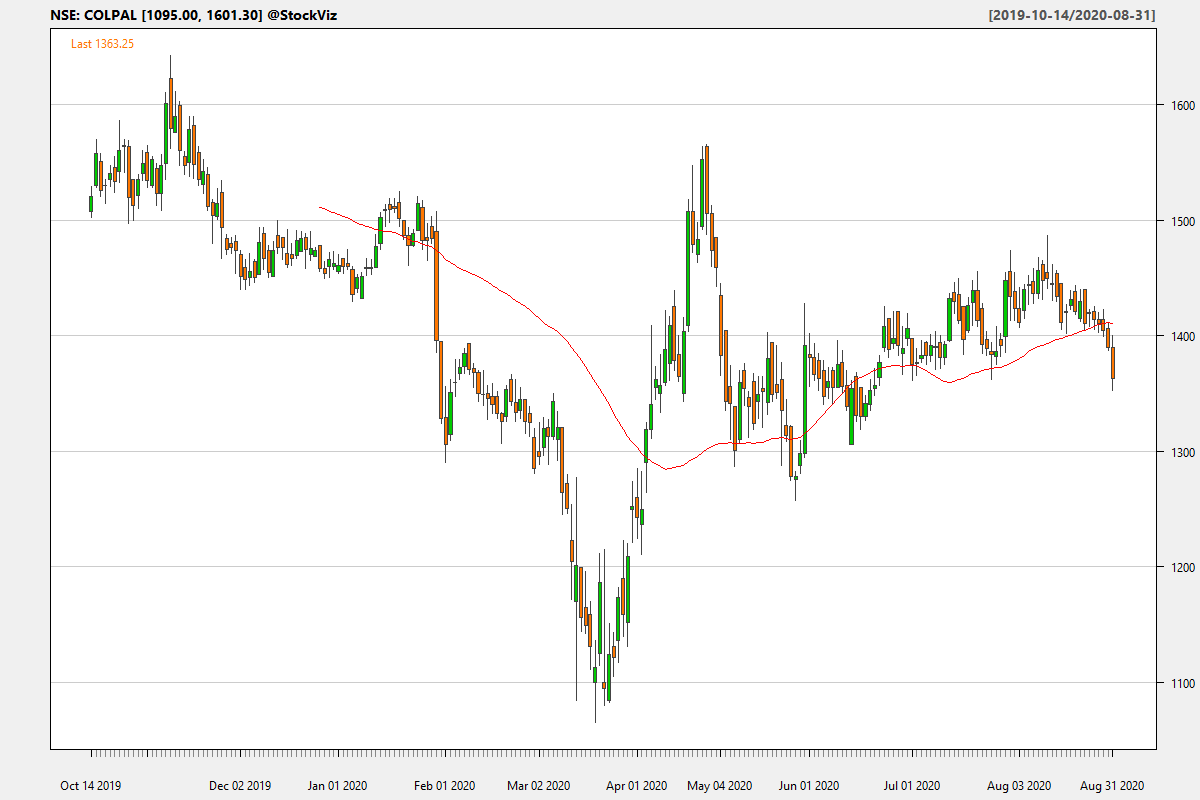 NSE: COLPAL [1095.00, 1601.30] @StockViz [2019-10-14/2020-08-31]
Last 1363.25
1600
1500
1400
1300
1200
1100
Oct 14 2019 Dec 02 2019 Jan 01 2020 Feb 01 2020 Mar 02 2020 Apr 01 2020 May 04 2020 Jun 01 2020 Jul 01 2020 Aug 03 2020 Aug 31 2020